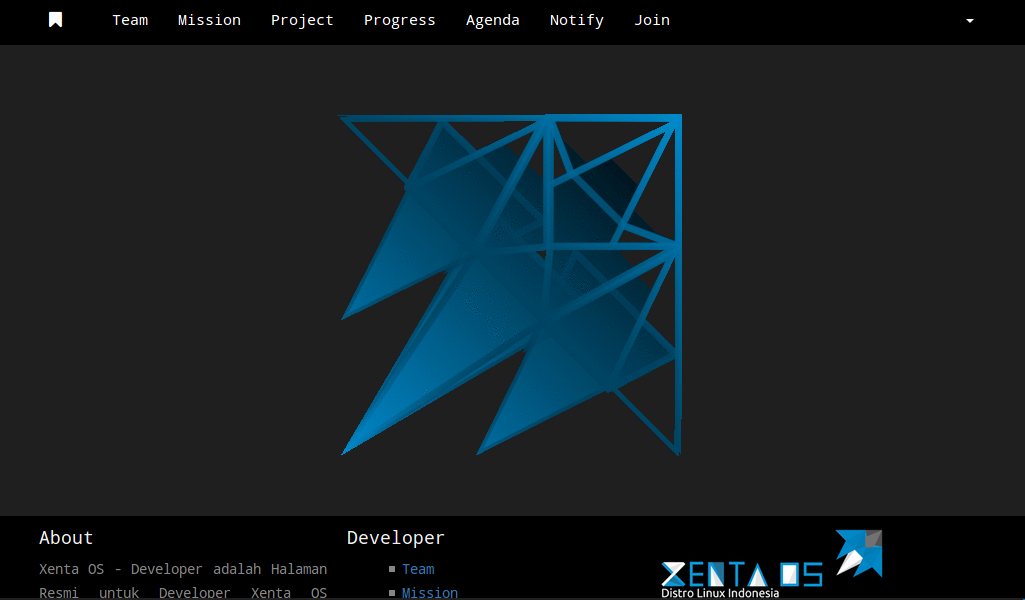 Team Mission Project Progress Agenda Notify Join
About
Xenta OS - Developer adalah Halaman
Resmi untuk Developer Xenta OS
Developer
Team
Mission
XENTA OS
Distro Linux Indonesia